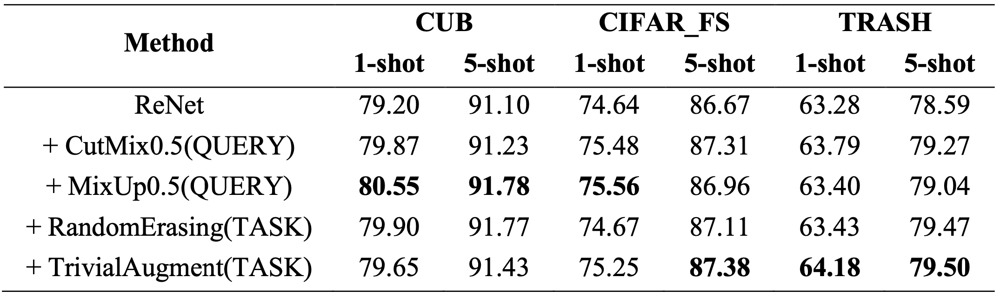 Method CUB CIFAR_FS TRASH
1-shot 5-shot 1-shot 5-shot 1-shot 5-shot
ReNet 79.20 91.10 74.64 86.67 63.28 78.59
+ CutMix0.5(QUERY) 79.87 91.23 75.48 87.31 63.79 79.27
+ MixUp0.5(QUERY) 80.55 91.78 75.56 86.96 63.40 79.04
+ RandomErasing(TASK) 79.90 91.77 74.67 87.11 63.43 79.47
+ TrivialAugment(TASK) 79.65 91.43 75.25 87.38 64.18 79.50